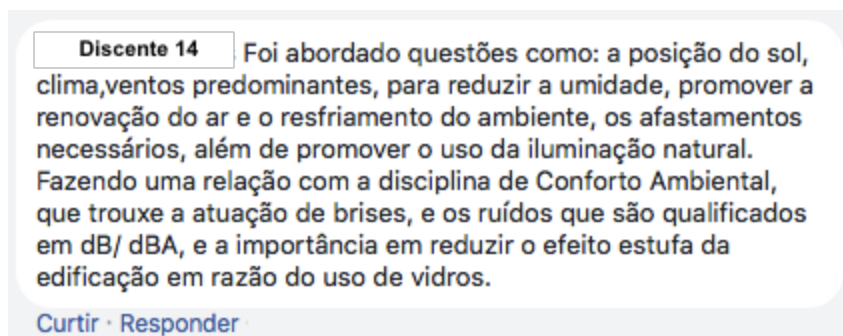 Discente 14 Foi abordado questões como: a posição do sol,
clima,ventos predominantes, para reduzir a umidade, promover a
renovação do ar e o resfriamento do ambiente, os afastamentos
necessários, além de promover o uso da iluminação natural.
Fazendo uma relação com a disciplina de Conforto Ambiental,
que trouxe a atuação de brises, e os ruídos que são qualificados
em dB/ dBA, e a importância em reduzir o efeito estufa da
edificação em razão do uso de vidros.
Curtir · Responder